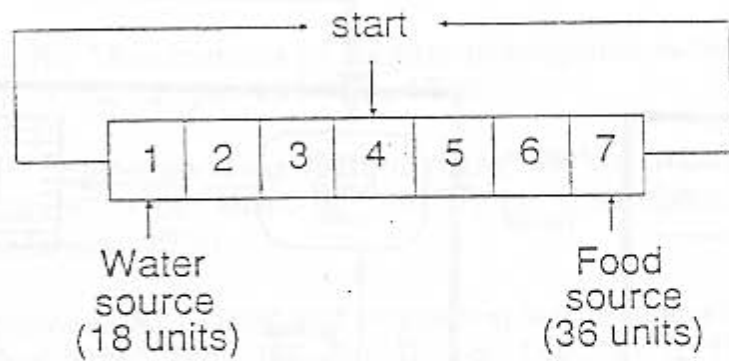 start
1 2 3 4 5 6 7
Water
source
(18 units)
Food
source
(36 units)